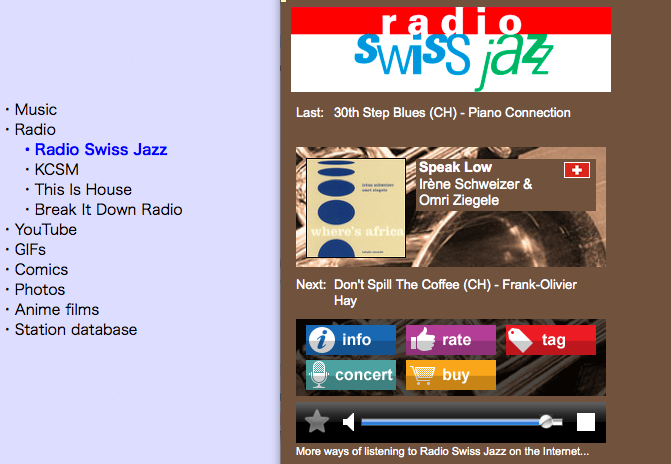 ・Music
・Radio
・Radio Swiss Jazz
・KCSM
・This Is House
・Break It Down Radio
・YouTube
・GIFs
・Comics
・Photos
・Anime films
・Station database
radio
swiss jazz
Last: 30th Step Blues (CH) - Piano Connection
Speak Low
Irène Schweizer &
Omri Ziegele
irène schweizer
omri ziegele
where's africa
Next: Don't Spill The Coffee (CH) - Frank-Olivier
Hay
info rate tag
concert buy
More ways of listening to Radio Swiss Jazz on the Internet...